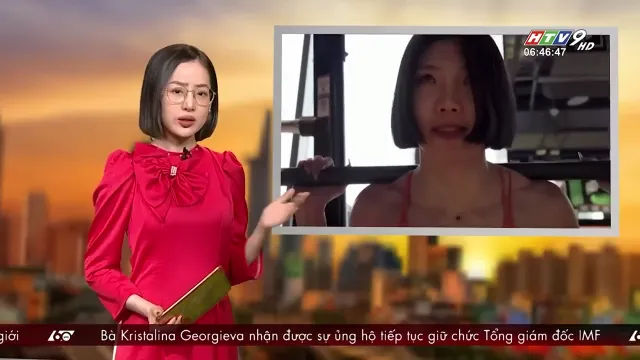 HTV9 HD
06:46:47
giới 60 Bà Kristalina Georgieva nhận được sự ủng hộ tiếp tục giữ chức Tổng giám đốc IMF